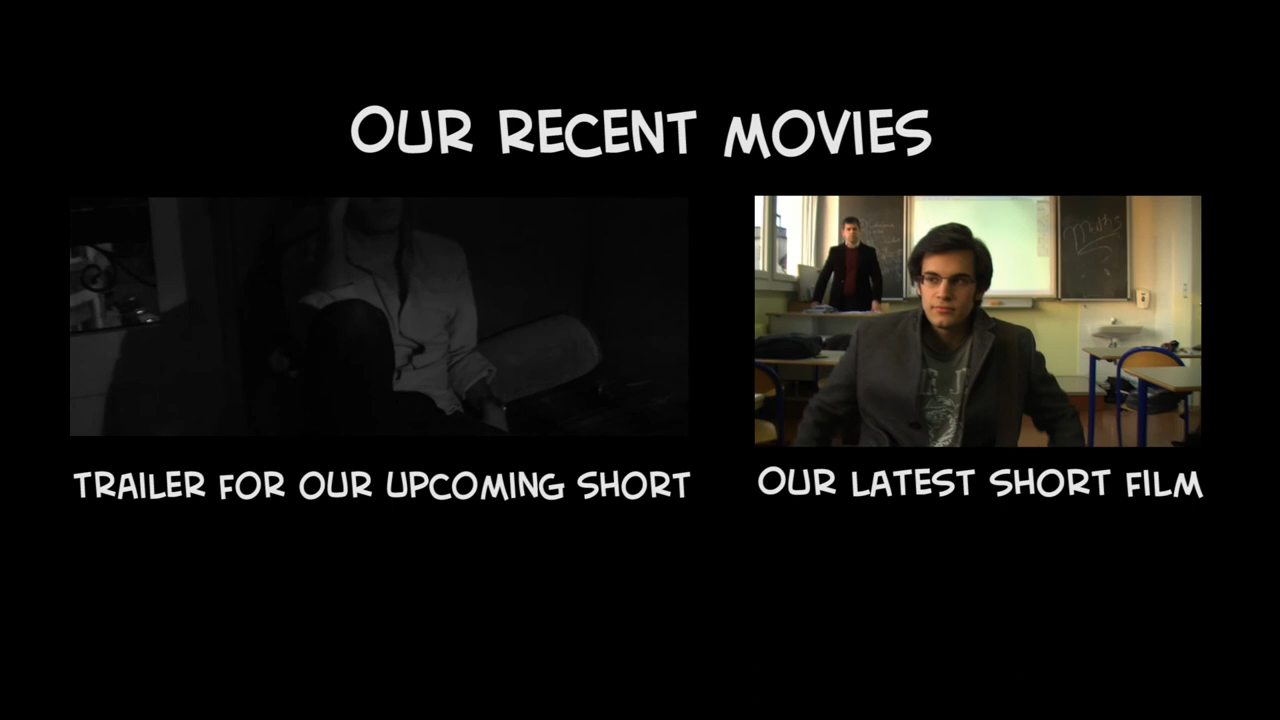 OUR RECENT MOVIES
TRAILER FOR OUR UPCOMING SHORT
OUR LATEST SHORT FILM